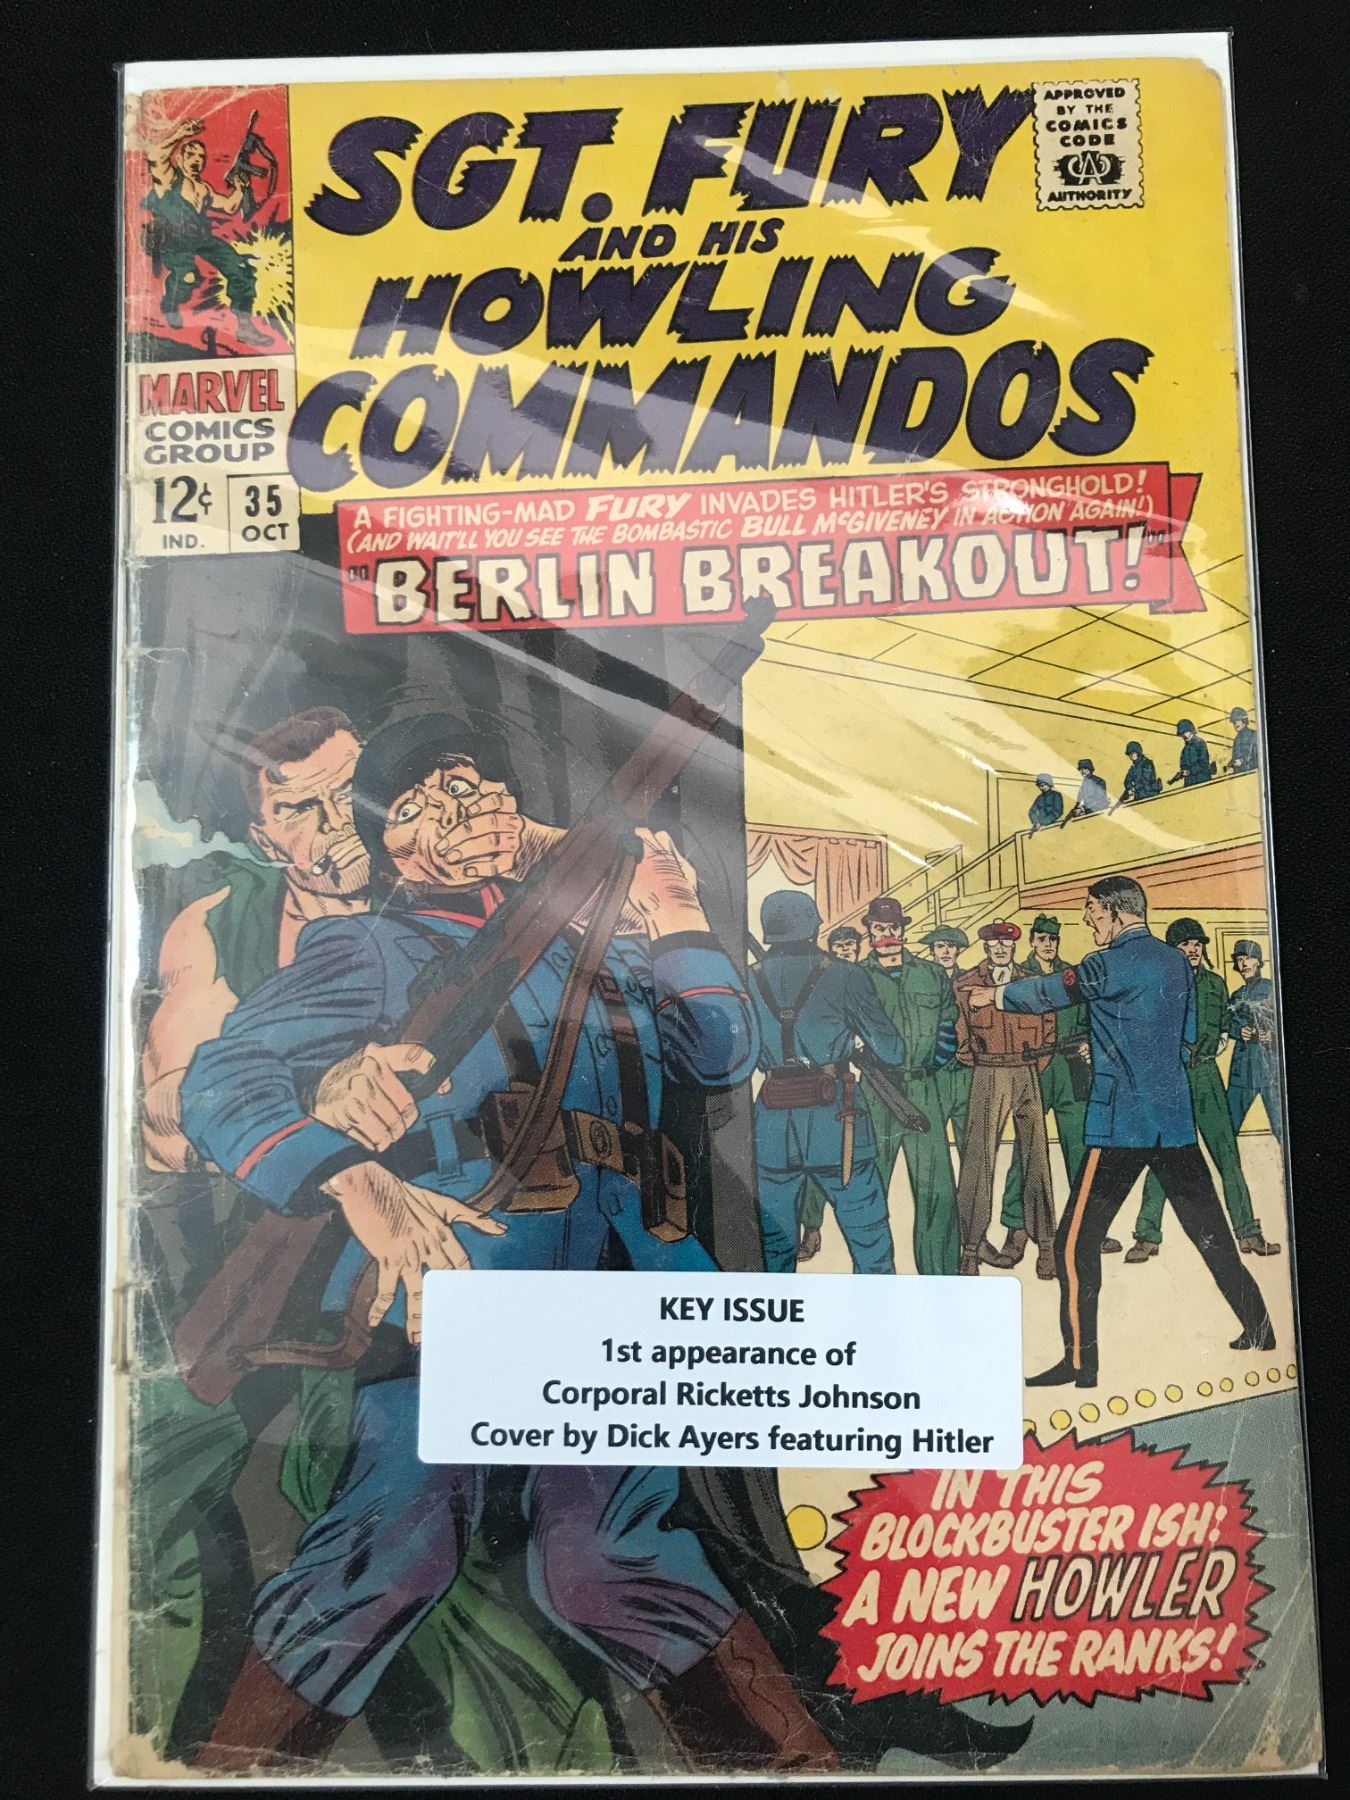 SGT. FURY
AND HIS
HOWLING
COMMANDOS
APPROVED
BY THE
COMICS
CODE
CA
AUTHORITY
MARVEL
COMICS
GROUP
12¢
IND.
35
OCT
A FIGHTING-MAD FURY INVADES HITLER'S STRONGHOLD!
(AND WAIT'LL YOU SEE THE BOMBASTIC BULL McGIVENEY IN ACTION AGAIN!)
"BERLIN BREAKOUT!"
KEY ISSUE
1st appearance of
Corporal Ricketts Johnson
Cover by Dick Ayers featuring Hitler
IN THIS
BLOCKBUSTER ISH:
A NEW HOWLER
JOINS THE RANKS!